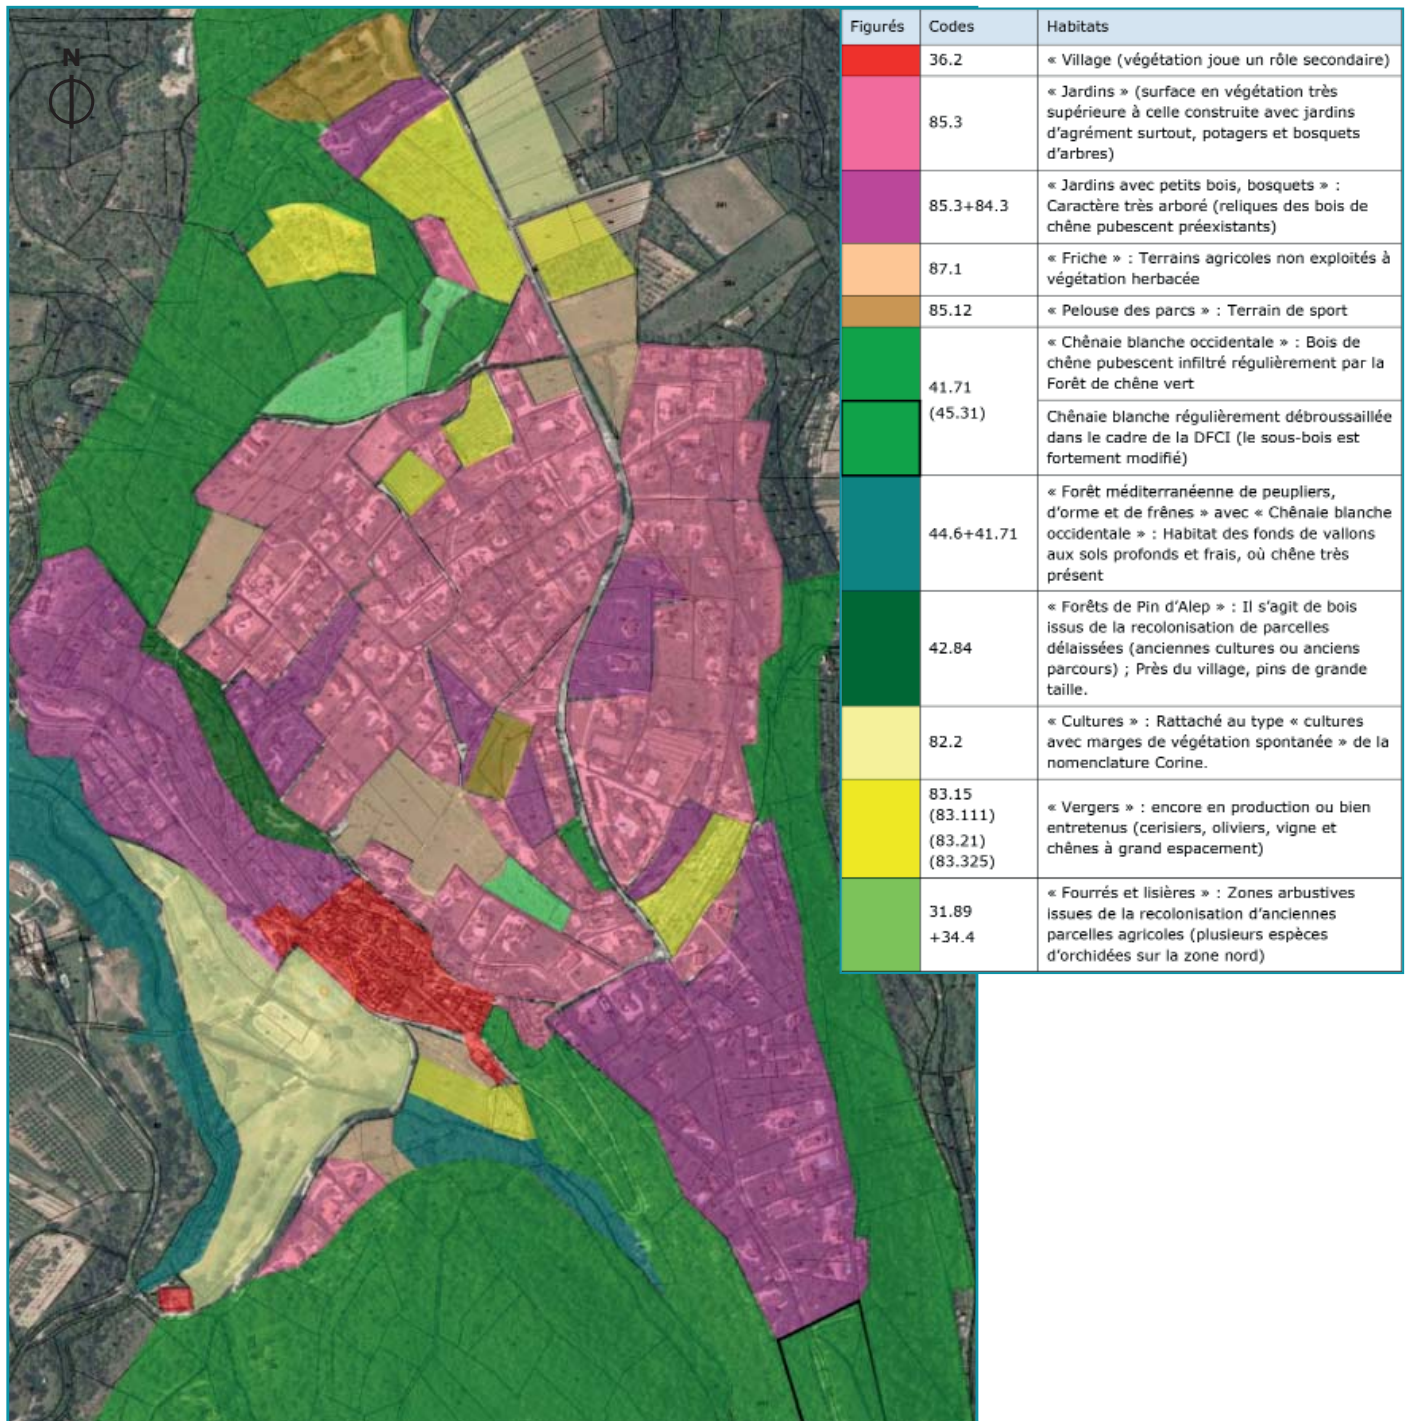 N
Figurés Codes Habitats
36.2 « Village (végétation joue un rôle secondaire)
85.3 « Jardins » (surface en végétation très
supérieure à celle construite avec jardins
d'agrément surtout, potagers et bosquets
d'arbres)
85.3+84.3 « Jardins avec petits bois, bosquets » :
Caractère très arboré (reliques des bois de
chêne pubescent préexistants)
87.1 « Friche » : Terrains agricoles non exploités à
végétation herbacée
85.12 « Pelouse des parcs » : Terrain de sport
41.71
(45.31)
« Chênaie blanche occidentale » : Bois de
chêne pubescent infiltré régulièrement par la
Forêt de chêne vert
Chênaie blanche régulièrement débroussaillée
dans le cadre de la DFCI (le sous-bois est
fortement modifié)
44.6+41.71 « Forêt méditerranéenne de peupliers,
d'orme et de frênes » avec « Chênaie blanche
occidentale » : Habitat des fonds de vallons
aux sols profonds et frais, où chêne très
présent
42.84 « Forêts de Pin d'Alep » : Il s'agit de bois
issus de la recolonisation de parcelles
délaissées (anciennes cultures ou anciens
parcours) ; Près du village, pins de grande
taille.
82.2 « Cultures » : Rattaché au type « cultures
avec marges de végétation spontanée » de la
nomenclature Corine.
83.15
(83.111)
(83.21)
(83.325)
« Vergers » : encore en production ou bien
entretenus (cerisiers, oliviers, vigne et
chênes à grand espacement)
31.89
+34.4
« Fourrés et lisières » : Zones arbustives
issues de la recolonisation d'anciennes
parcelles agricoles (plusieurs espèces
d'orchidées sur la zone nord)